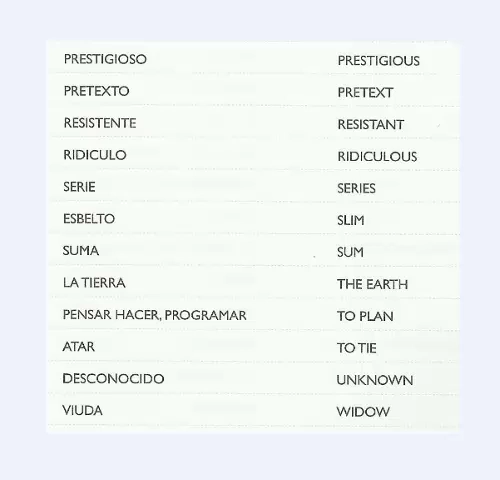 PRESTIGIOSO PRESTIGIOUS
PRETEXTO PRETEXT
RESISTENTE RESISTANT
RIDICULO RIDICULOUS
SERIE SERIES
ESBELTO SLIM
SUMA SUM
LA TIERRA THE EARTH
PENSAR HACER, PROGRAMAR TO PLAN
ATAR TO TIE
DESCONOCIDO UNKNOWN
VIUDA WIDOW